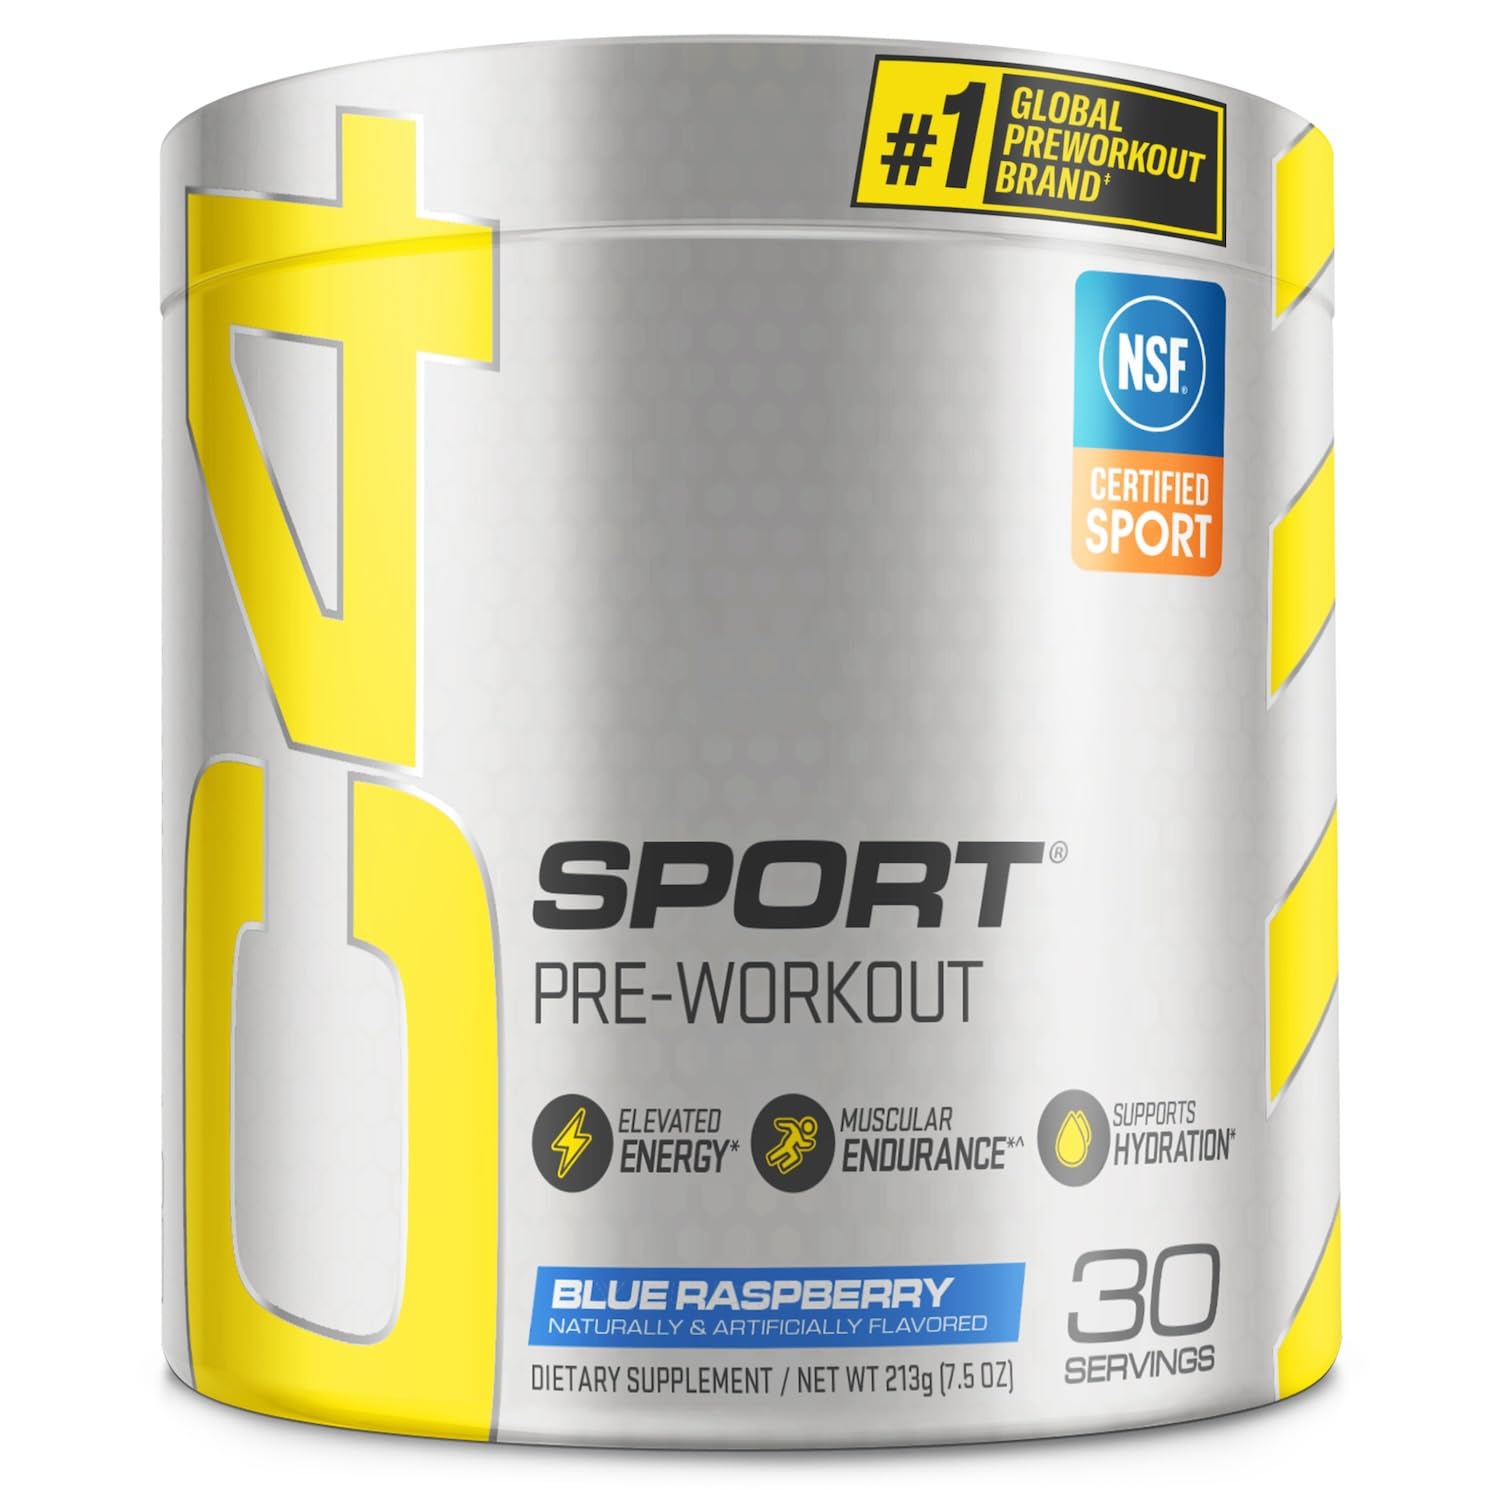 #1 GLOBAL
PREWORKOUT
BRAND‡
NSF®
CERTIFIED
SPORT
C4
SPORT®
PRE-WORKOUT
ELEVATED
ENERGY*
MUSCULAR
ENDURANCE*^
SUPPORTS
HYDRATION*
BLUE RASPBERRY
NATURALLY & ARTIFICIALLY FLAVORED
30
SERVINGS
DIETARY SUPPLEMENT / NET WT 213g (7.5 OZ)